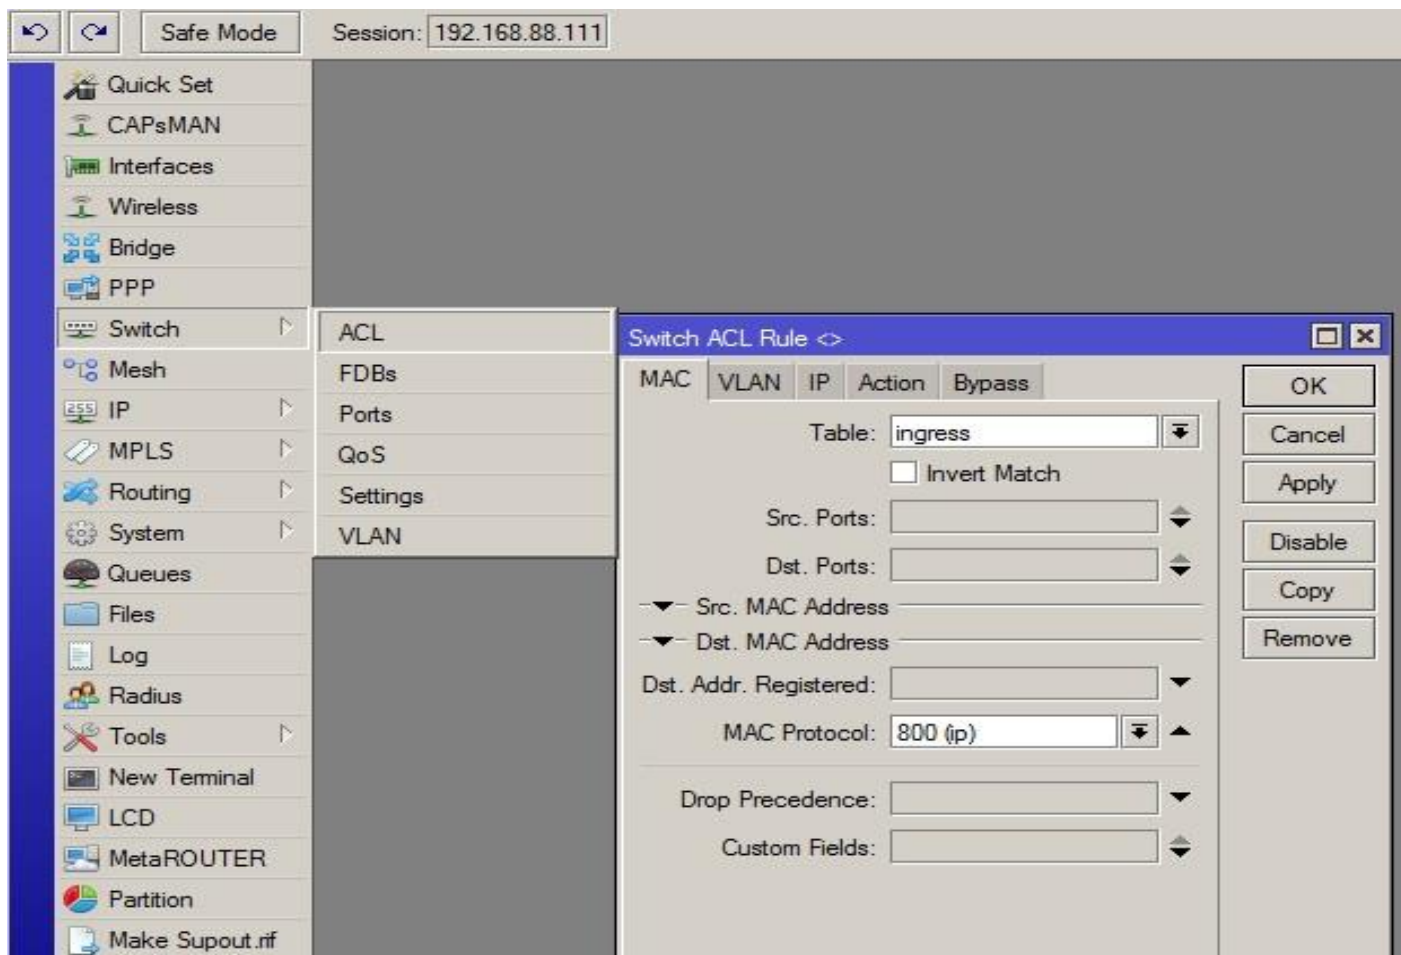 Safe Mode Session: 192.168.88.111
Quick Set
CAPsMAN
Interfaces
Wireless
Bridge
PPP
Switch
Mesh
255 IP
MPLS
Routing
System
Queues
Files
Log
Radius
Tools
New Terminal
LCD
MetaROUTER
Partition
Make Supout.rif
ACL
FDBs
Ports
QoS
Settings
VLAN
Switch ACL Rule <>
MAC VLAN IP Action Bypass
Table: ingress
Invert Match
Src. Ports:
Dst. Ports:
Src. MAC Address
Dst. MAC Address
Dst. Addr. Registered:
MAC Protocol: 800 (ip)
Drop Precedence:
Custom Fields:
OK
Cancel
Apply
Disable
Copy
Remove